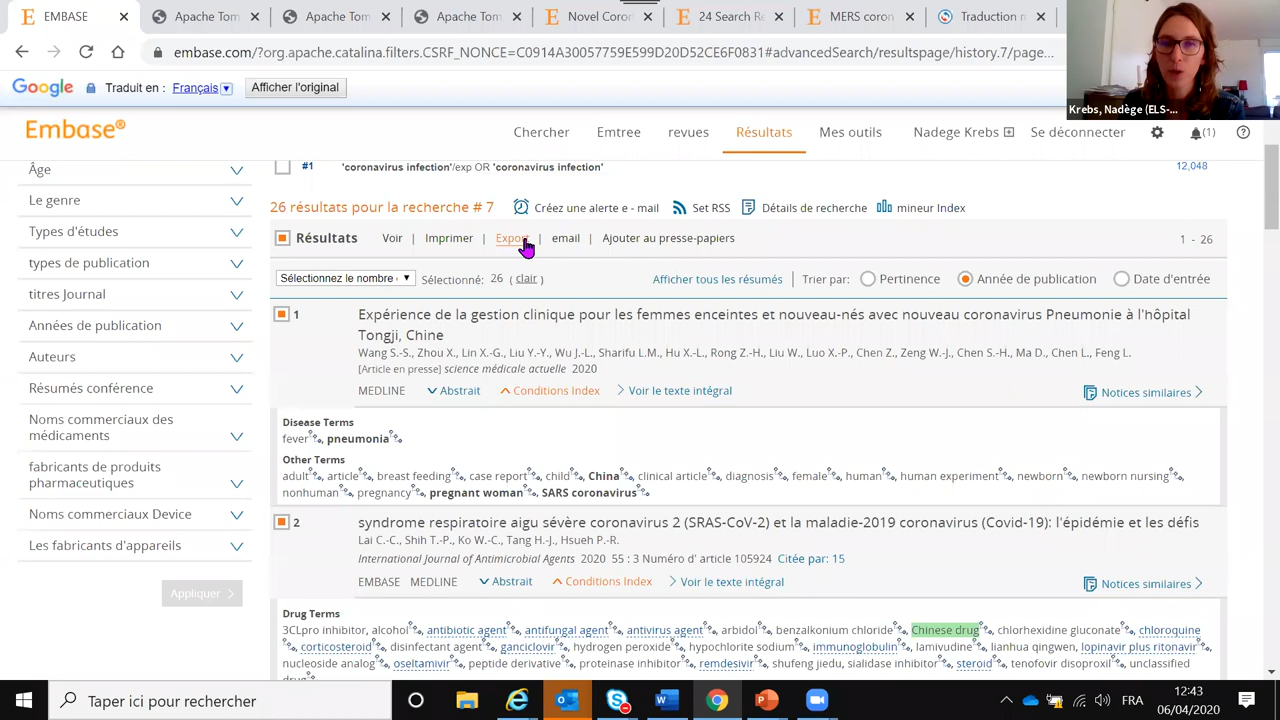 EMBASE
Apache Tom
Apache Tom
Apache Tom
Novel Coron
24 Search Re
MERS coron
Traduction n
embase.com/?org.apache.catalina.filters.CSRF_NONCE=C0914A30057759E599D20D52CE6F0831#advancedSearch/resultspage/history.7/page…
Krebs, Nadège (ELS-...
Google Traduit en : Français Afficher l'original
Embase®
Chercher Emtree revues Résultats Mes outils Nadege Krebs Se déconnecter (1)
#1 'coronavirus infection'/exp OR 'coronavirus infection' 12,048
Âge
Le genre
Types d'études
types de publication
titres Journal
Années de publication
Auteurs
Résumés conférence
Noms commerciaux des
médicaments
fabricants de produits
pharmaceutiques
Noms commerciaux Device
Les fabricants d'appareils
Appliquer
26 résultats pour la recherche # 7 Créez une alerte e - mail Set RSS Détails de recherche mineur Index
Résultats Voir | Imprimer | Export | email | Ajouter au presse-papiers 1 - 26
Sélectionnez le nombre Sélectionné: 26 ( clair ) Afficher tous les résumés | Trier par: Pertinence Année de publication Date d'entrée
1 Expérience de la gestion clinique pour les femmes enceintes et nouveau-nés avec nouveau coronavirus Pneumonie à l'hôpital
Tongji, Chine
Wang S.-S., Zhou X., Lin X.-G., Liu Y.-Y., Wu J.-L., Sharifu L.M., Hu X.-L., Rong Z.-H., Liu W., Luo X.-P., Chen Z., Zeng W.-J., Chen S.-H., Ma D., Chen L., Feng L.
[Article en presse] science médicale actuelle 2020
MEDLINE Abstrait Conditions Index Voir le texte intégral Notices similaires
Disease Terms
fever, pneumonia
Other Terms
adult, article, breast feeding, case report, child, China, clinical article, diagnosis, female, human, human experiment, newborn, newborn nursing,
nonhuman, pregnancy, pregnant woman, SARS coronavirus
2 syndrome respiratoire aigu sévère coronavirus 2 (SRAS-CoV-2) et la maladie-2019 coronavirus (Covid-19): l'épidémie et les défis
Lai C.-C., Shih T.-P., Ko W.-C., Tang H.-J., Hsueh P.-R.
International Journal of Antimicrobial Agents 2020 55 : 3 Numéro d' article 105924 Citée par: 15
EMBASE MEDLINE Abstrait Conditions Index Voir le texte intégral Notices similaires
Drug Terms
3CLpro inhibitor, alcohol, antibiotic agent, antifungal agent, antivirus agent, arbidol, benzalkonium chloride, Chinese drug, chlorhexidine gluconate, chloroquine
, corticosteroid, disinfectant agent, ganciclovir, hydrogen peroxide, hypochlorite sodium, immunoglobulin, lamivudine, lianhua qingwen, lopinavir plus ritonavir,
nucleoside analog, oseltamivir, peptide derivative, proteinase inhibitor, remdesivir, shufeng jiedu, sialidase inhibitor, steroid, tenofovir disoproxil, unclassified
drug
Taper ici pour rechercher
FRA
12:43
06/04/2020